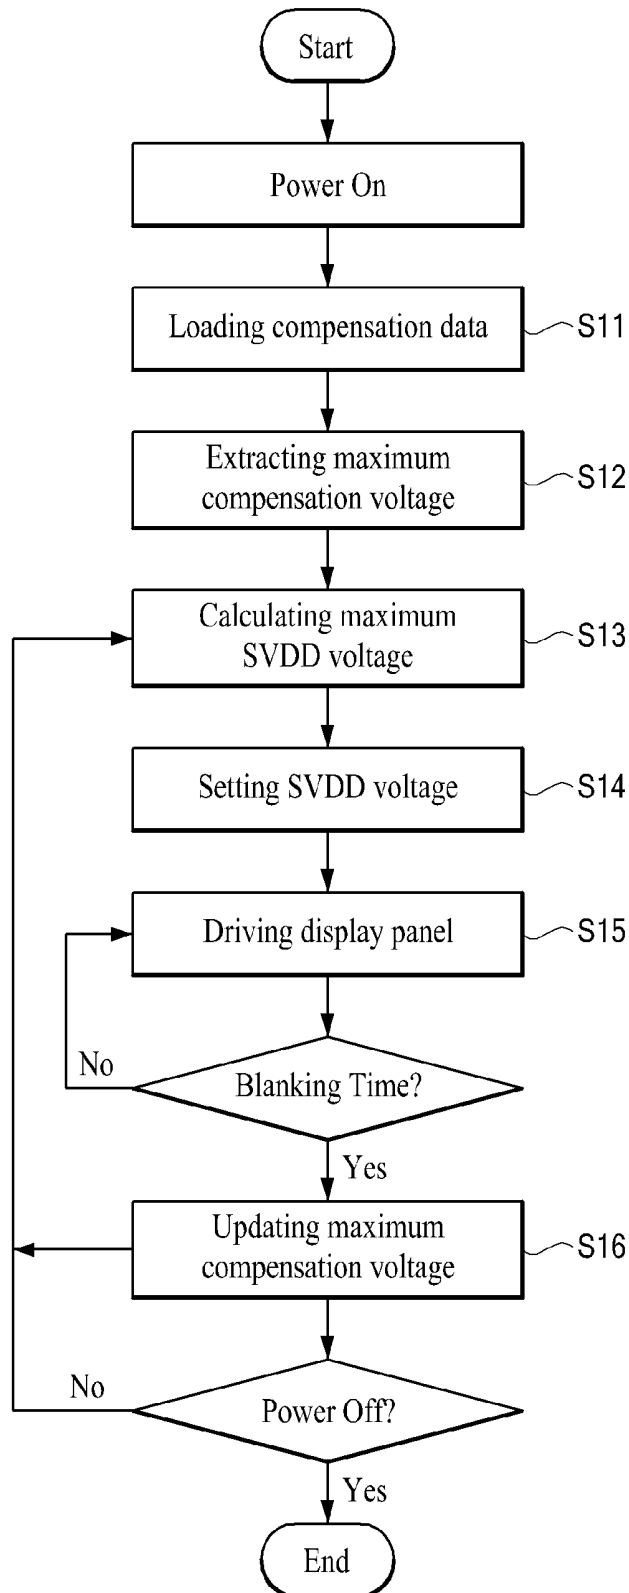 Start
Power On
Loading compensation data
S11
Extracting maximum
compensation voltage
S12
Calculating maximum
SVDD voltage
S13
Setting SVDD voltage
S14
Driving display panel
S15
No
Blanking Time?
Yes
Updating maximum
compensation voltage
S16
No
Power Off?
Yes
End